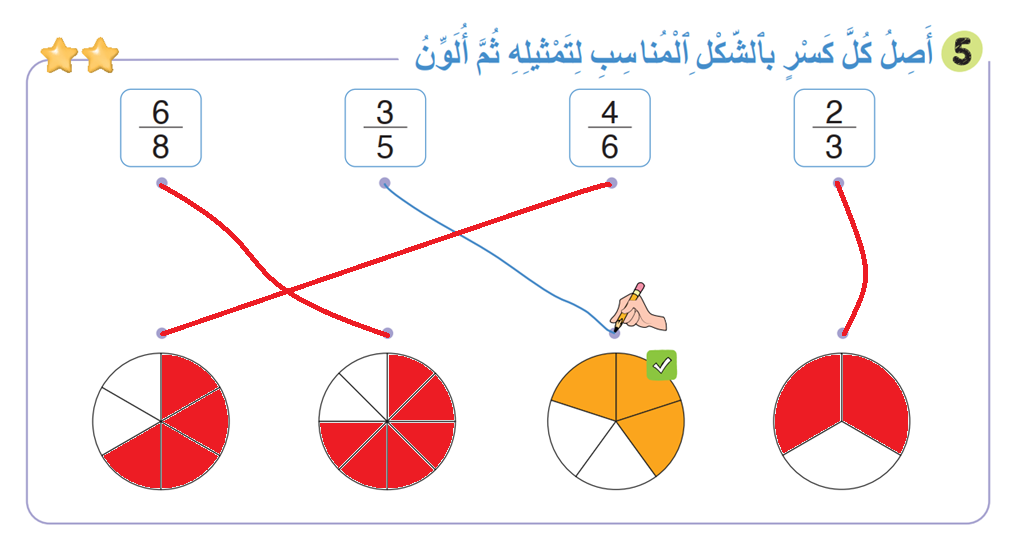 5 أَصِلُ كُلَّ كَسْرٍ بِٱلشّكْلِ ٱلْمُناسِبِ لِتَمْثيلِهِ ثُمَّ أُلَوِّنُ
6/8 3/5 4/6 2/3